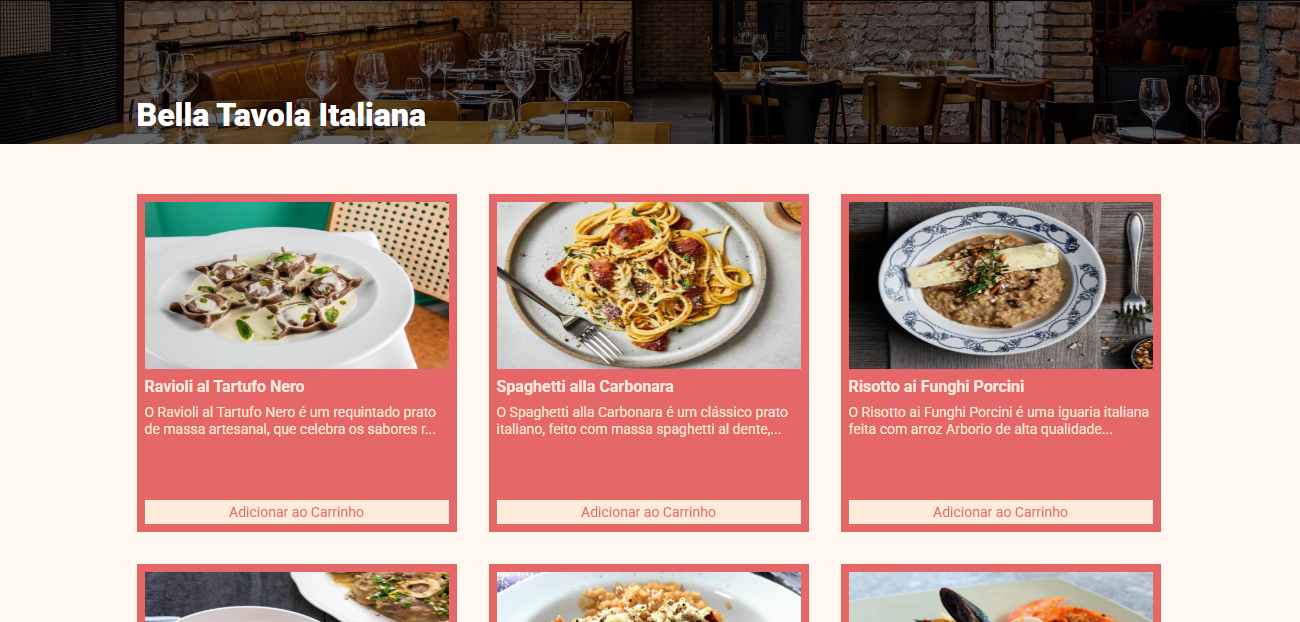 Bella Tavola Italiana
Ravioli al Tartufo Nero
O Ravioli al Tartufo Nero é um requintado prato
de massa artesanal, que celebra os sabores r...
Adicionar ao Carrinho
Spaghetti alla Carbonara
O Spaghetti alla Carbonara é um clássico prato
italiano, feito com massa spaghetti al dente,...
Adicionar ao Carrinho
Risotto ai Funghi Porcini
O Risotto ai Funghi Porcini é uma iguaria italiana
feita com arroz Arborio de alta qualidade...
Adicionar ao Carrinho